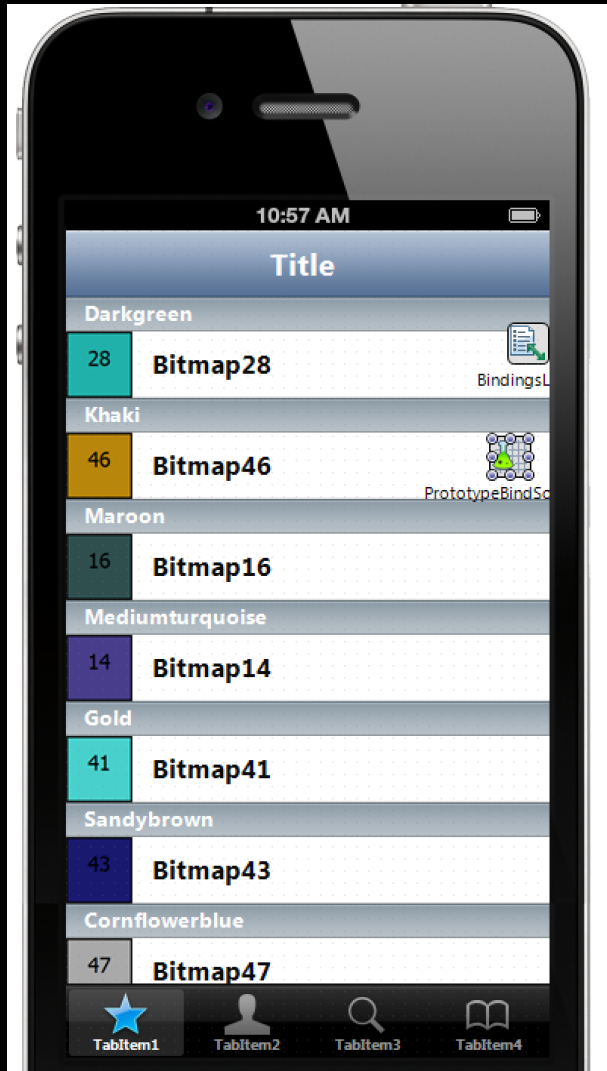 10:57 AM
Title
Darkgreen
28 Bitmap28
BindingsL
Khaki
46 Bitmap46
PrototypeBindSo
Maroon
16 Bitmap16
Mediumturquoise
14 Bitmap14
Gold
41 Bitmap41
Sandybrown
43 Bitmap43
Cornflowerblue
47 Bitmap47
TabItem1 TabItem2 TabItem3 TabItem4